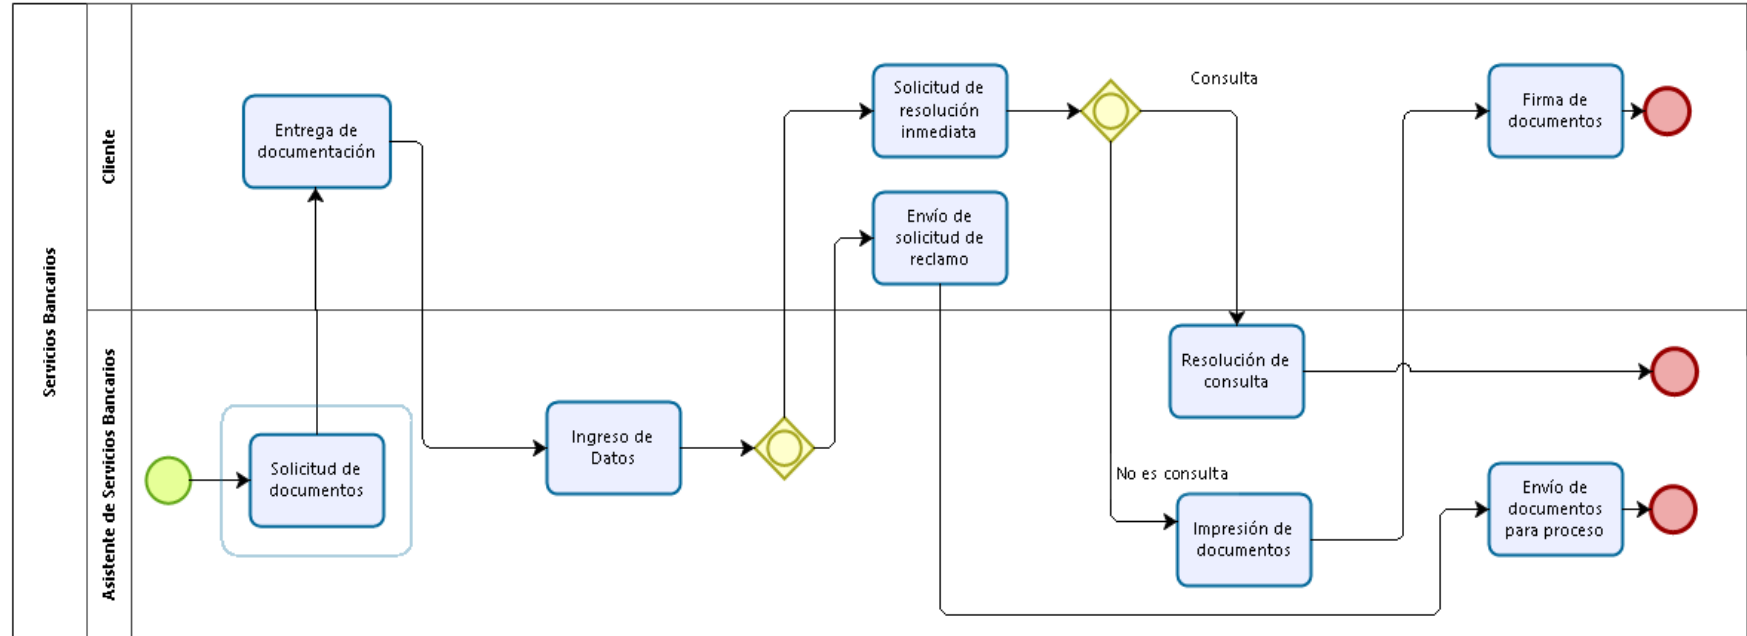 Servicios Bancarios
Cliente
Asistente de Servicios Bancarios
Entrega de
documentación
Solicitud de
documentos
Ingreso de
Datos
Solicitud de
resolución
inmediata
Envío de
solicitud de
reclamo
Consulta
No es consulta
Resolución de
consulta
Impresión de
documentos
Firma de
documentos
Envío de
documentos
para proceso